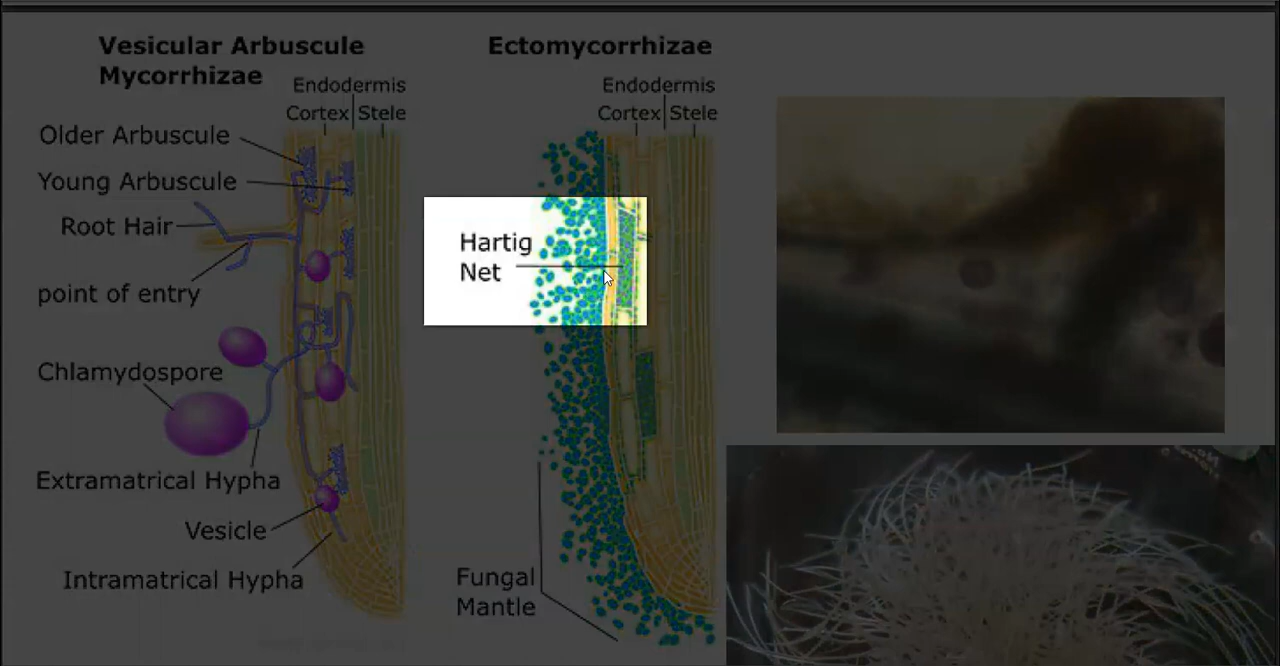 Vesicular Arbuscule
Mycorrhizae
Endodermis
Cortex Stele
Older Arbuscule
Young Arbuscule
Root Hair
point of entry
Chlamydospore
Extramatrical Hypha
Vesicle
Intramatrical Hypha
Ectomycorrhizae
Endodermis
Cortex Stele
Hartig
Net
Fungal
Mantle